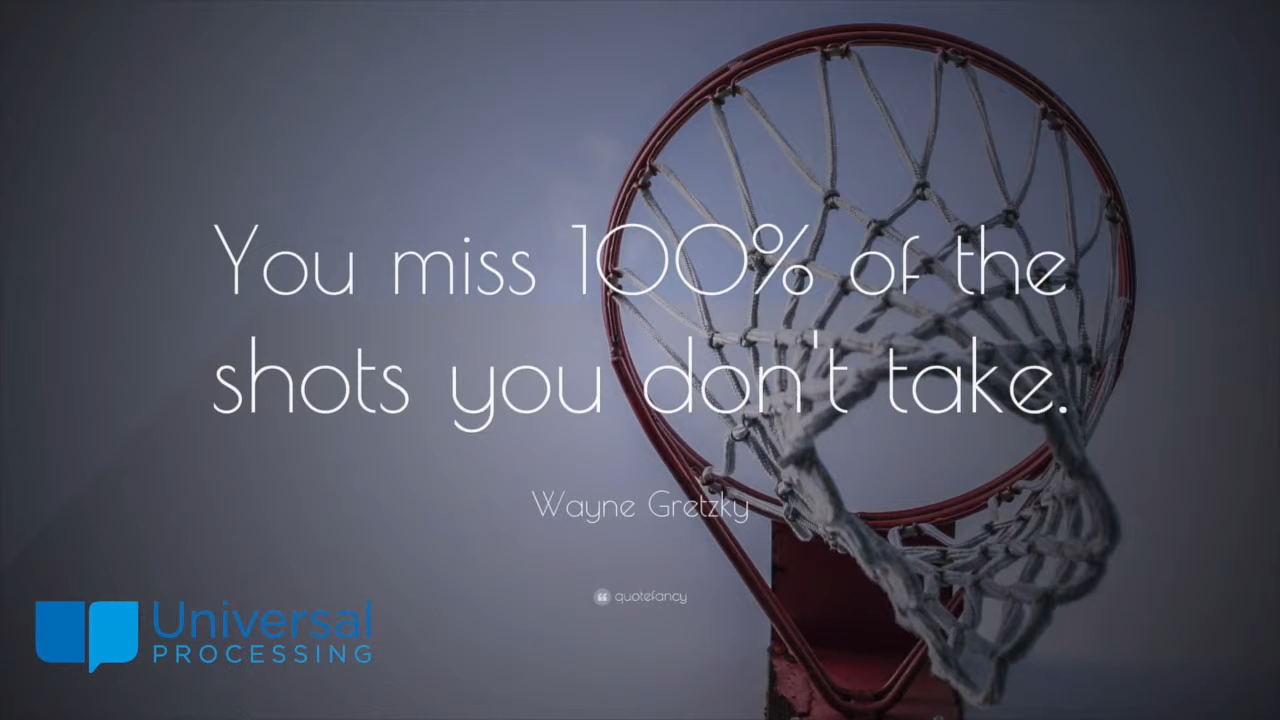 You miss 100% of the
shots you don't take.
Wayne Gretzky
quotefancy
Universal
PROCESSING